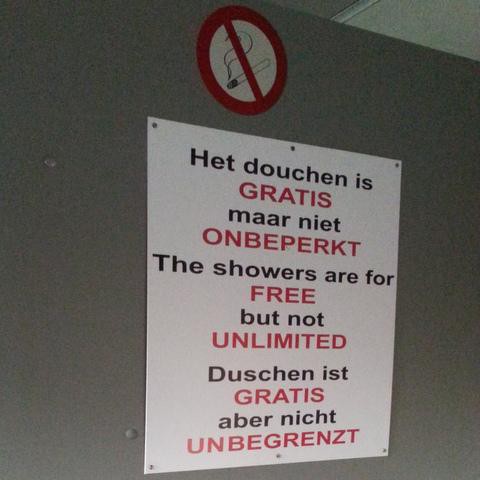 Het douchen is
GRATIS
maar niet
ONBEPERKT
The showers are for
FREE
but not
UNLIMITED
Duschen ist
GRATIS
aber nicht
UNBEGRENZT